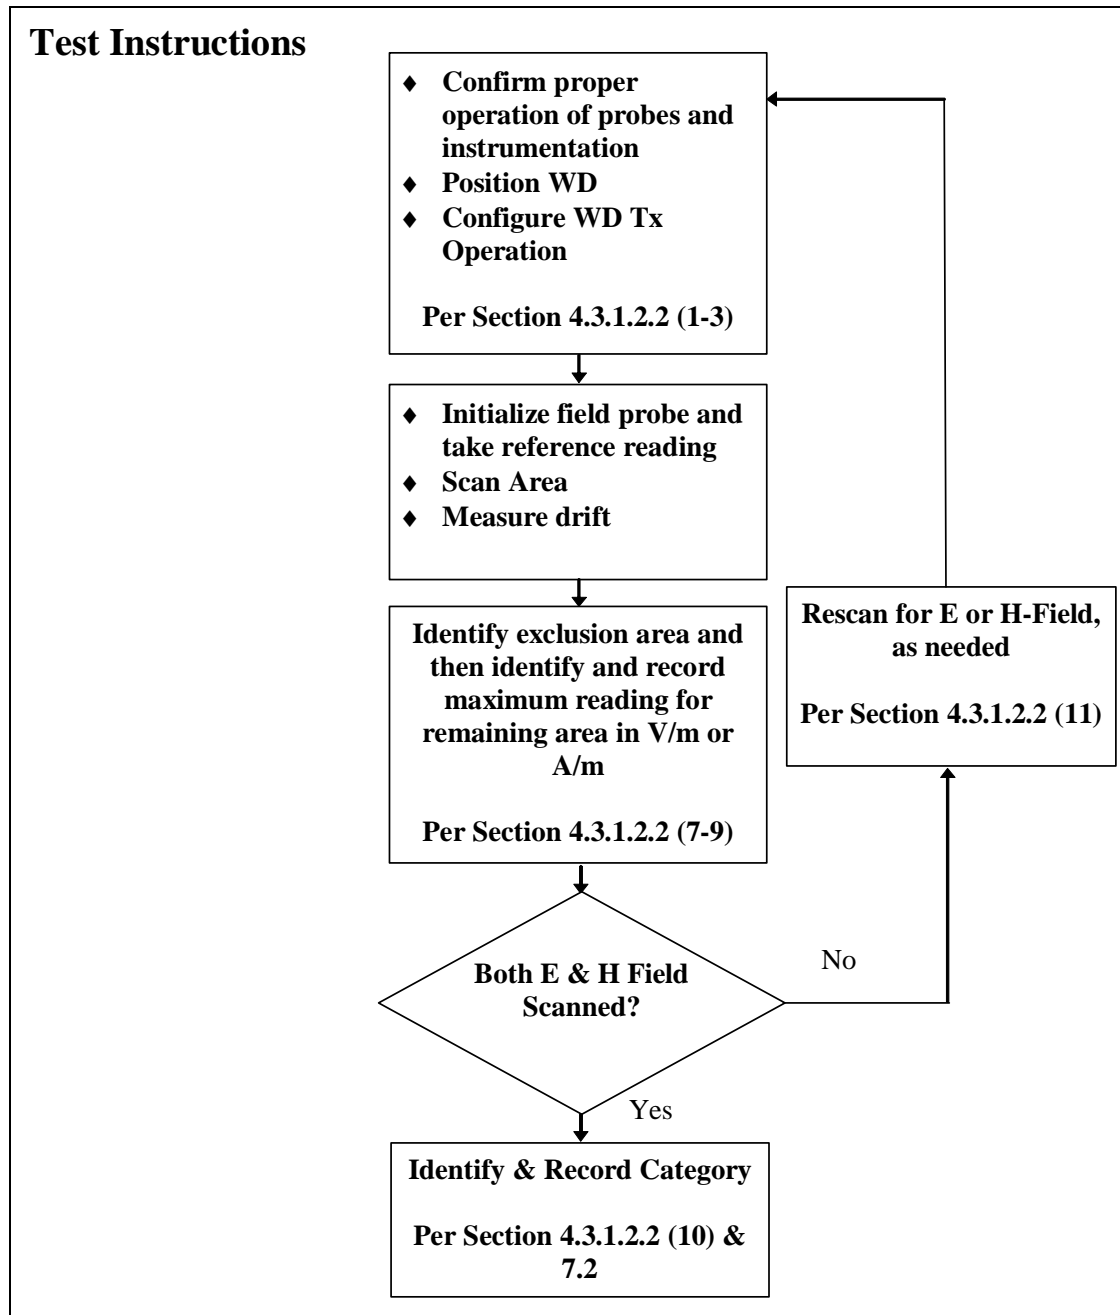 Test Instructions
♦ Confirm proper
operation of probes and
instrumentation
♦ Position WD
♦ Configure WD Tx
Operation
Per Section 4.3.1.2.2 (1-3)
♦ Initialize field probe and
take reference reading
♦ Scan Area
♦ Measure drift
Identify exclusion area and
then identify and record
maximum reading for
remaining area in V/m or
A/m
Per Section 4.3.1.2.2 (7-9)
Rescan for E or H-Field,
as needed
Per Section 4.3.1.2.2 (11)
Both E & H Field
Scanned?
No
Yes
Identify & Record Category
Per Section 4.3.1.2.2 (10) &
7.2